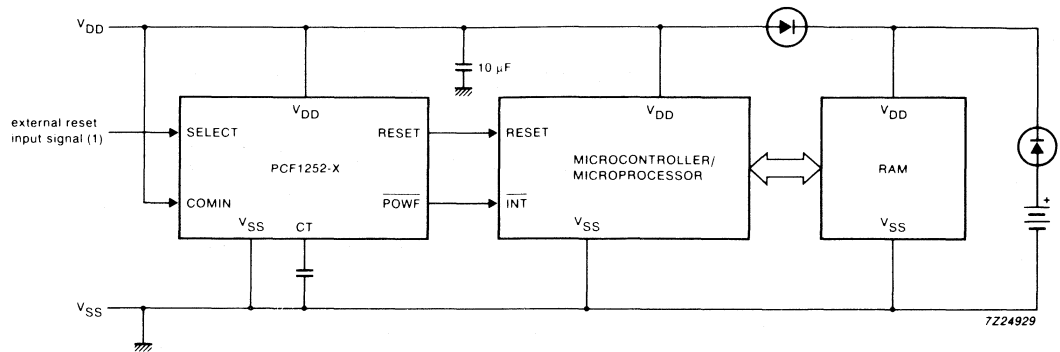 VDD
10 µF
external reset
input signal (1)
SELECT
VDD
RESET
PCF1252-X
COMIN
POWF
VSS
CT
RESET
VDD
MICROCONTROLLER/
MICROPROCESSOR
INT
VSS
VDD
RAM
VSS
+
VSS
7Z24929